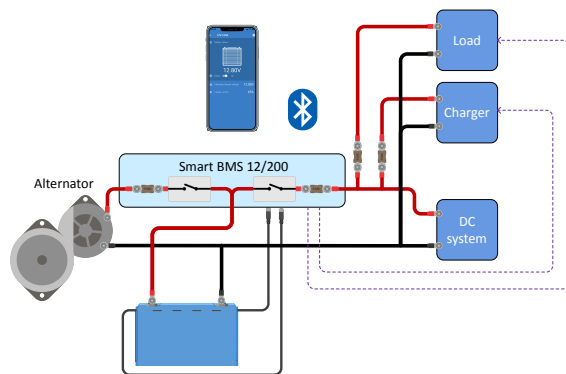 12.80V
Load
Charger
Smart BMS 12/200
Alternator
DC
system